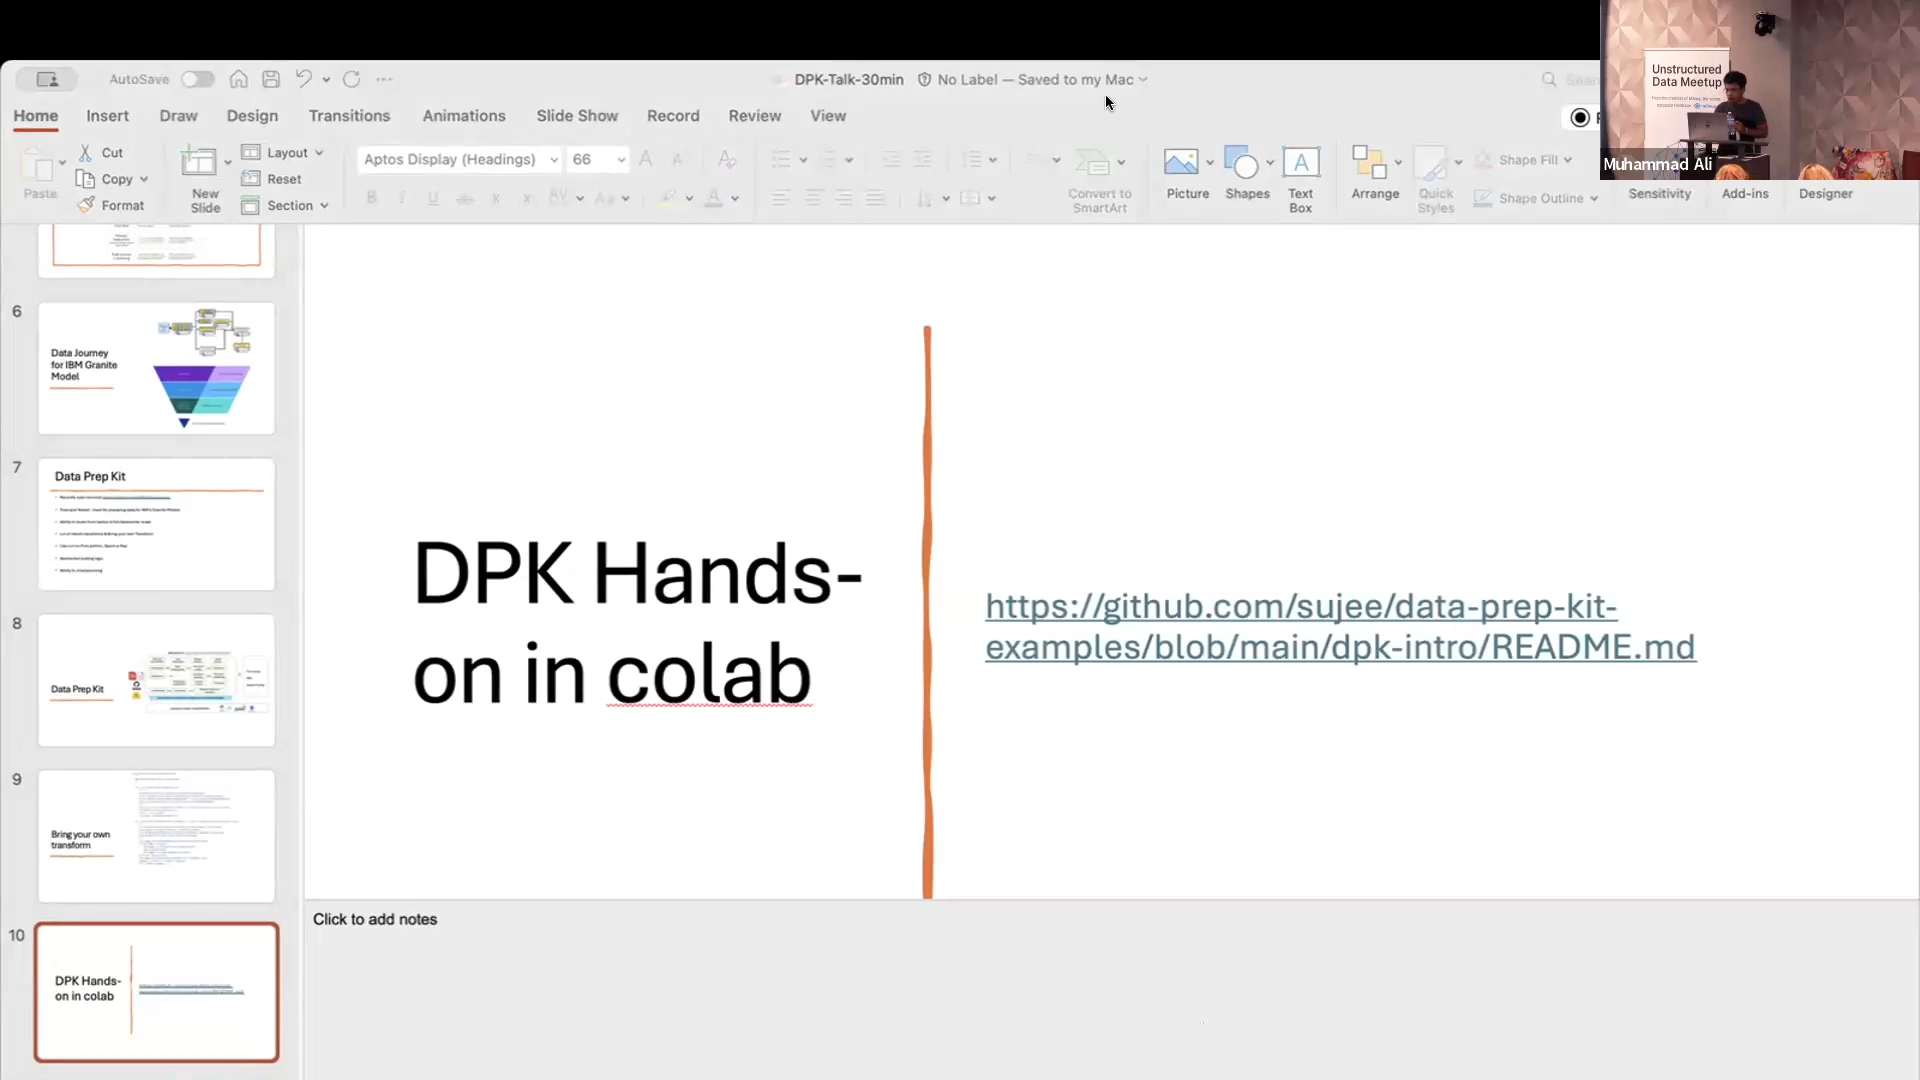 AutoSave
DPK-Talk-30min
No Label — Saved to my Mac
Home Insert Draw Design Transitions Animations Slide Show Record Review View
Paste
Cut
Copy
Format
New
Slide
Layout
Reset
Section
Aptos Display (Headings)
66
Convert to
SmartArt
Picture
Shapes
Text
Box
Arrange
Quick
Styles
Shape Fill
Shape Outline
Sensitivity
Add-ins
Designer
Unstructured
Data Meetup
Muhammad Ali
6
Data Journey
for IBM Granite
Model
7
Data Prep Kit
8
Data Prep Kit
9
Bring your own
transform
10
DPK Hands-
on in colab
DPK Hands-
on in colab
https://github.com/sujee/data-prep-kit-
examples/blob/main/dpk-intro/README.md
Click to add notes